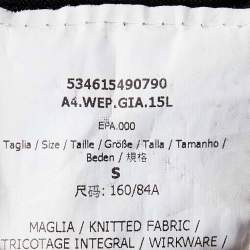 534615490790
A4.WEP.GIA.15L
EPA.000
Taglia / Size / Taille / Größe / Talla / Tamanho /
Beden / 規格
S
尺码: 160/84A
MAGLIA / KNITTED FABRIC /
TRICOTAGE INTEGRAL / WIRKWARE /